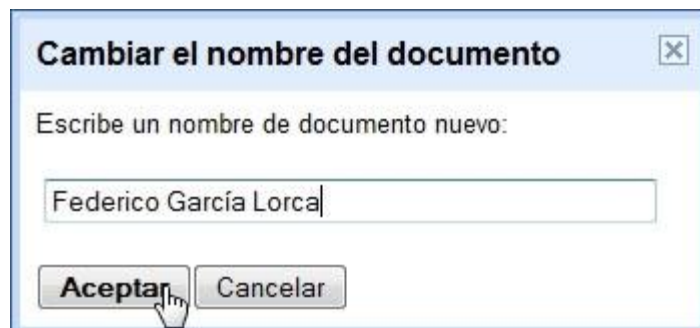 Cambiar el nombre del documento
Escribe un nombre de documento nuevo:
Federico García Lorca
Aceptar Cancelar